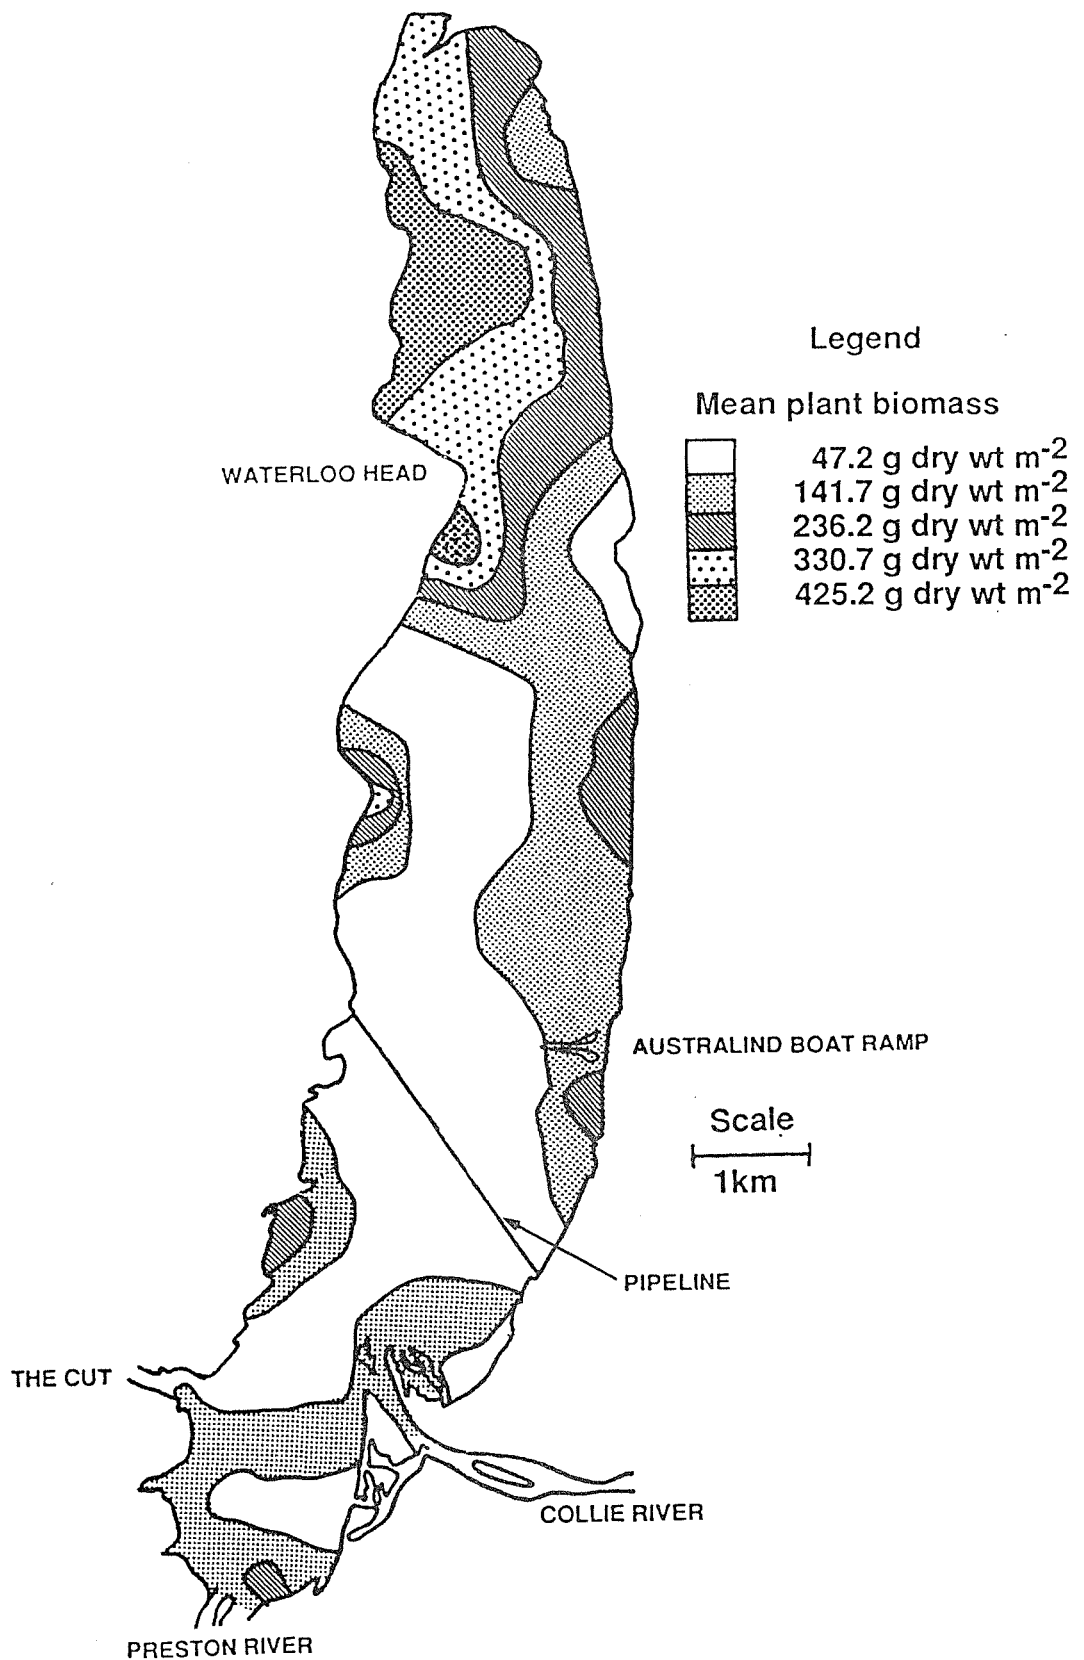 Legend
Mean plant biomass
47.2 g dry wt m-2
141.7 g dry wt m-2
236.2 g dry wt m-2
330.7 g dry wt m-2
425.2 g dry wt m-2
WATERLOO HEAD
AUSTRALIND BOAT RAMP
Scale
1km
PIPELINE
THE CUT
COLLIE RIVER
PRESTON RIVER